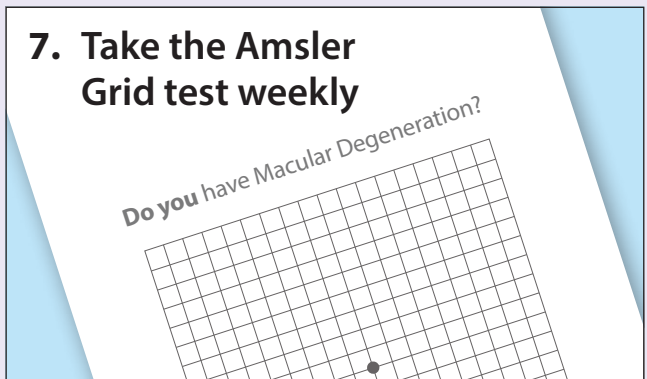 7. Take the Amsler
Grid test weekly
Do you have Macular Degeneration?